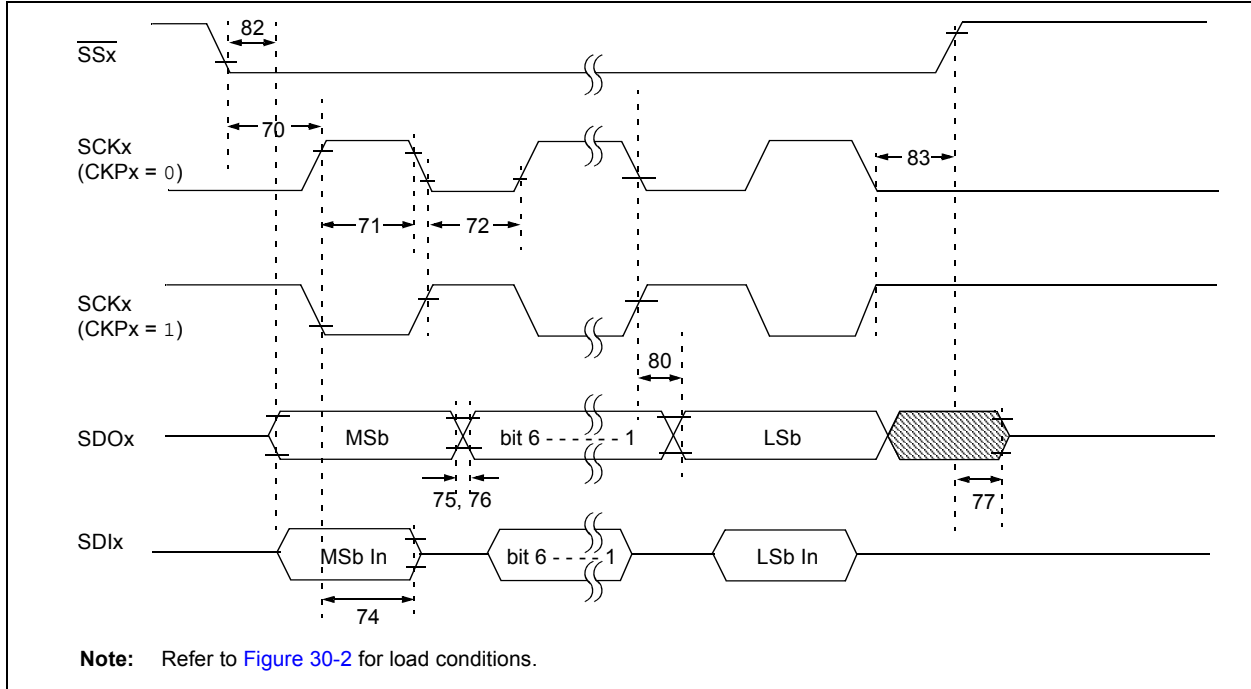 82
SSx
70
SCKx
(CKPx = 0)
83
71
72
SCKx
(CKPx = 1)
80
SDOx
MSb
bit 6 - - - - - - 1
LSb
75, 76
77
SDIx
MSb In
bit 6 - - - - 1
LSb In
74
Note: Refer to Figure 30-2 for load conditions.